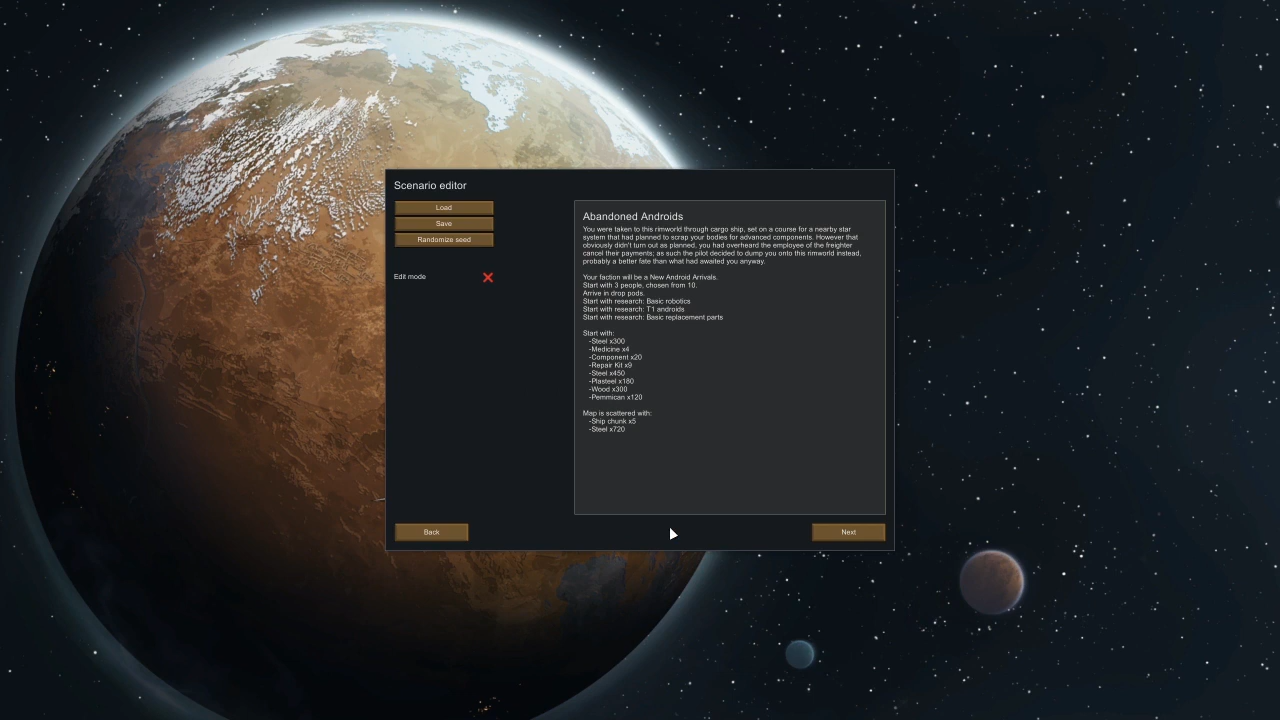 Scenario editor
Load
Save
Randomize seed
Edit mode
Abandoned Androids
You were taken to this rimworld through cargo ship, set on a course for a nearby star
system that had planned to scrap your bodies for advanced components. However that
obviously didn't turn out as planned, you had overheard the employee of the freighter
cancel their payments; as such the pilot decided to dump you onto this rimworld instead,
probably a better fate than what had awaited you anyway.
Your faction will be a New Android Arrivals.
Start with 3 people, chosen from 10.
Arrive in drop pods.
Start with research: Basic robotics
Start with research: T1 androids
Start with research: Basic replacement parts
Start with:
-Steel x300
-Medicine x4
-Component x20
-Repair Kit x9
-Steel x450
-Plasteel x180
-Wood x300
-Pemmican x120
Map is scattered with:
-Ship chunk x5
-Steel x720
Back
Next